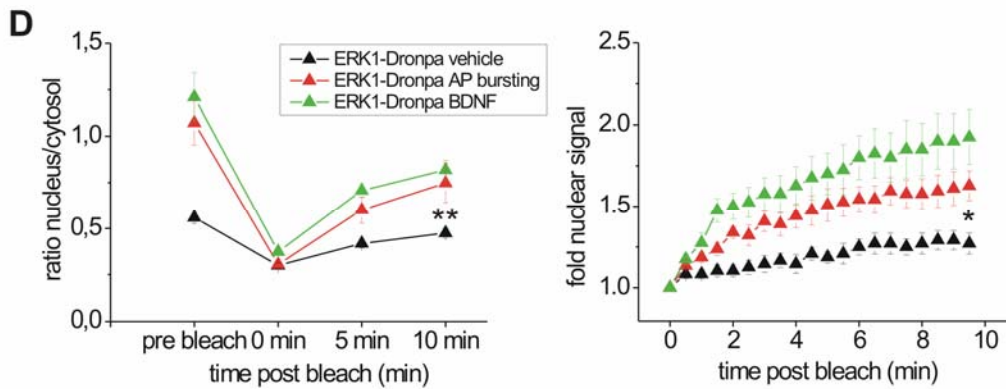 D
ratio nucleus/cytosol
1,5
1,0
0,5
0,0
ERK1-Dronpa vehicle
ERK1-Dronpa AP bursting
ERK1-Dronpa BDNF
**
pre bleach 0 min 5 min 10 min
time post bleach (min)
fold nuclear signal
2.5
2.0
1.5
1.0
*
0 2 4 6 8 10
time post bleach (min)